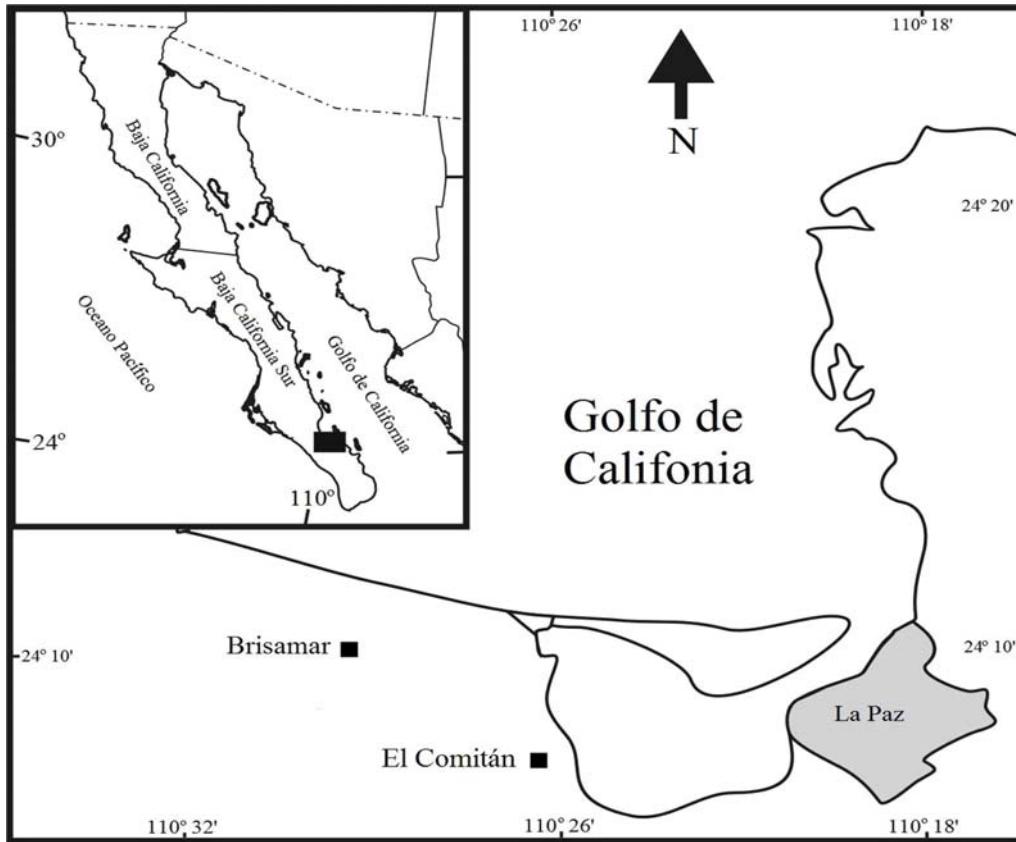 110° 26'
110° 18'
N
30°
Baja California
24° 20'
Baja California Sur
Oceano Pacífico
Golfo de California
Golfo de
Califonia
24°
110°
Brisamar
24° 10'
24° 10'
La Paz
El Comitán
110° 32'
110° 26'
110° 18'